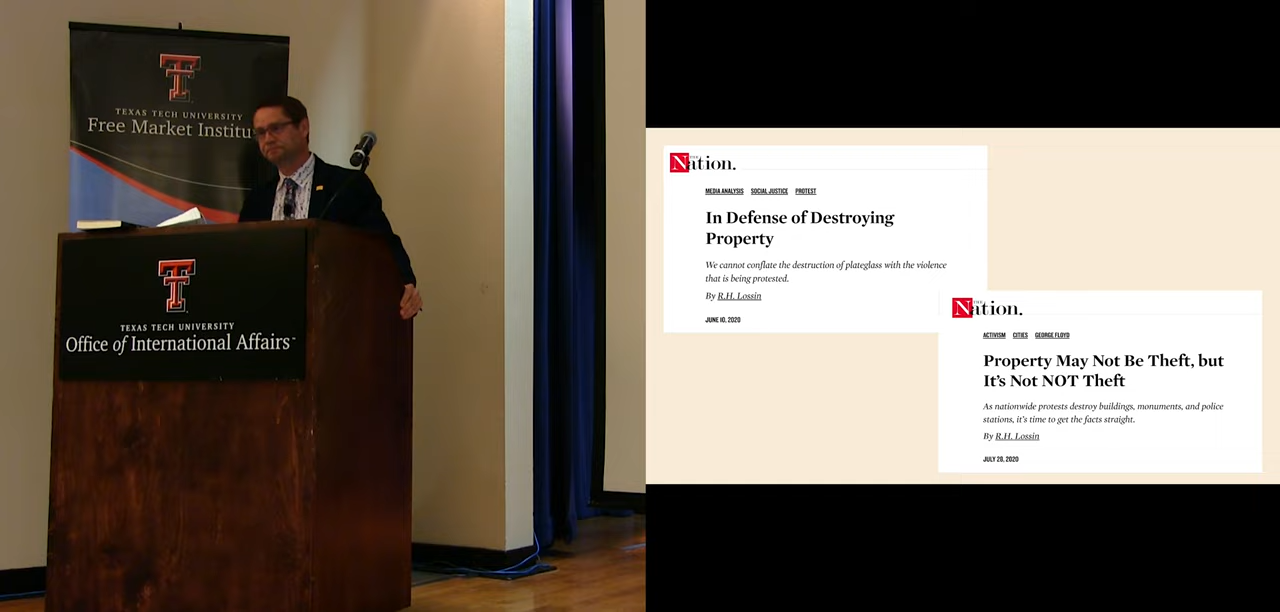 TEXAS TECH UNIVERSITY
Free Market Institu
TEXAS TECH UNIVERSITY
Office of International Affairs
THE Nation.
MEDIA ANALYSIS SOCIAL JUSTICE PROTEST
In Defense of Destroying
Property
We cannot conflate the destruction of plateglass with the violence
that is being protested.
By R.H. Lossin
JUNE 10, 2020
THE Nation.
ACTIVISM CITIES GEORGE FLOYD
Property May Not Be Theft, but
It's Not NOT Theft
As nationwide protests destroy buildings, monuments, and police
stations, it's time to get the facts straight.
By R.H. Lossin
JULY 28, 2020